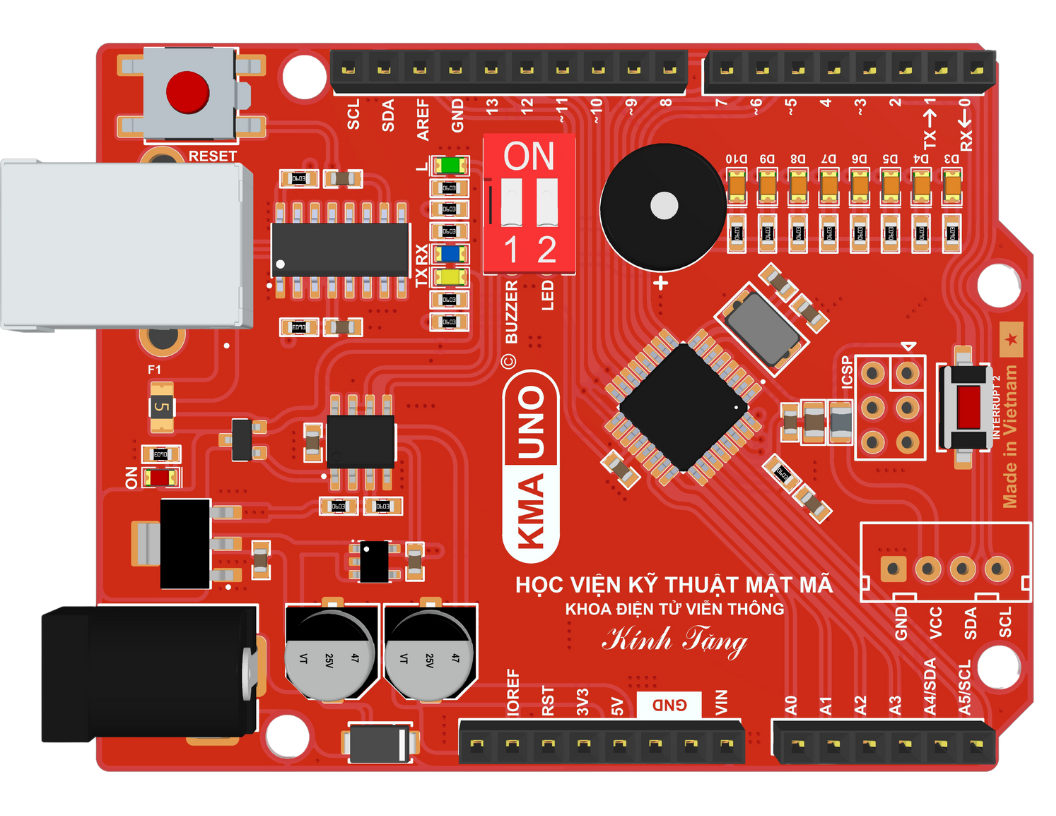 SCL
SDA
AREF
GND
13
12
~11
~10
~9
8
7
~6
~5
4
~3
2
TX→1
RX←0
RESET
L
ON
1 2
TX RX
BUZZER
LED
D10 D9 D8 D7 D6 D5 D4 D3
+
F1
5
ON
ICSP
INTERRUPT 2
Made in Vietnam
©
KMA UNO
HỌC VIỆN KỸ THUẬT MẬT MÃ
KHOA ĐIỆN TỬ VIỄN THÔNG
Kính Tặng
GND
VCC
SDA
SCL
47
25V
VT
47
25V
VT
IOREF
RST
3V3
5V
GND
VIN
A0
A1
A2
A3
A4/SDA
A5/SCL